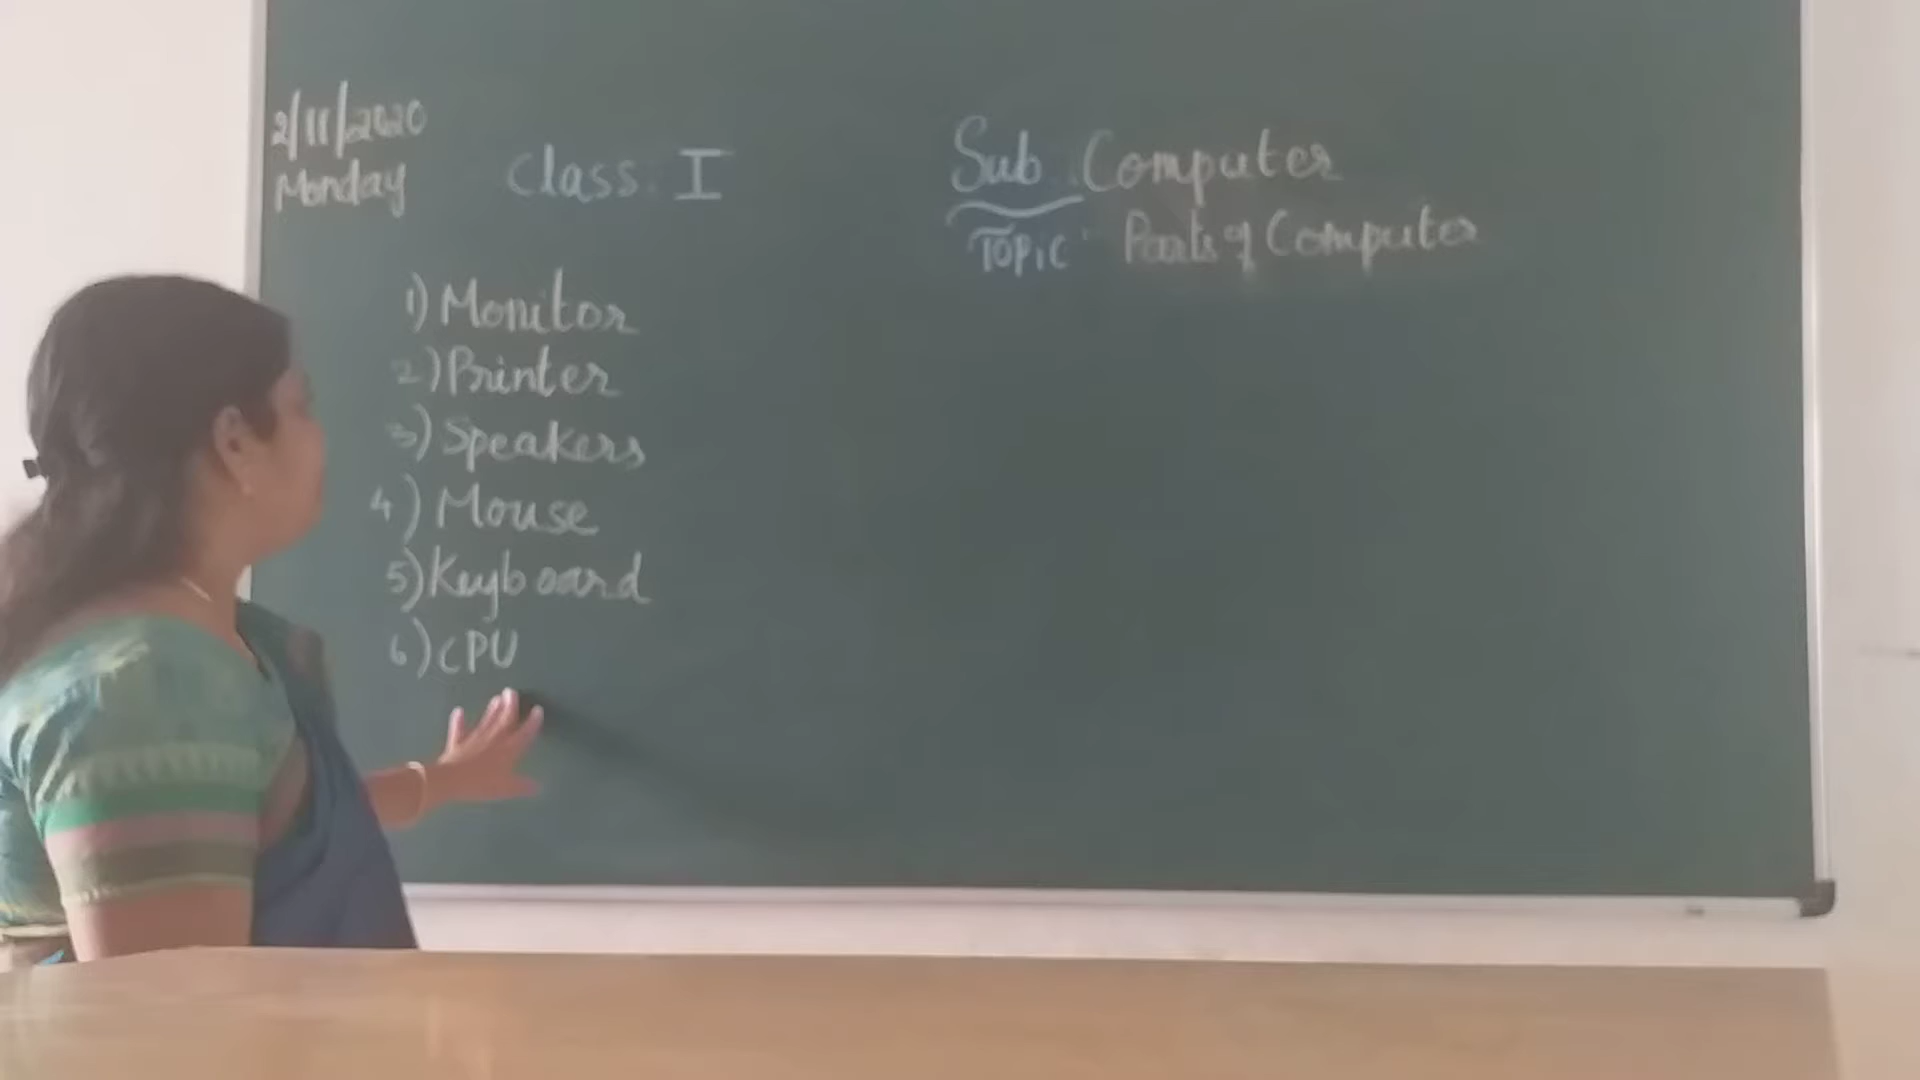 2/11/2020
Monday
Class. I
Sub. Computer
TOPIC - Parts of Computer
1) Monitor
2) Printer
3) Speakers
4) Mouse
5) Keyboard
6) CPU